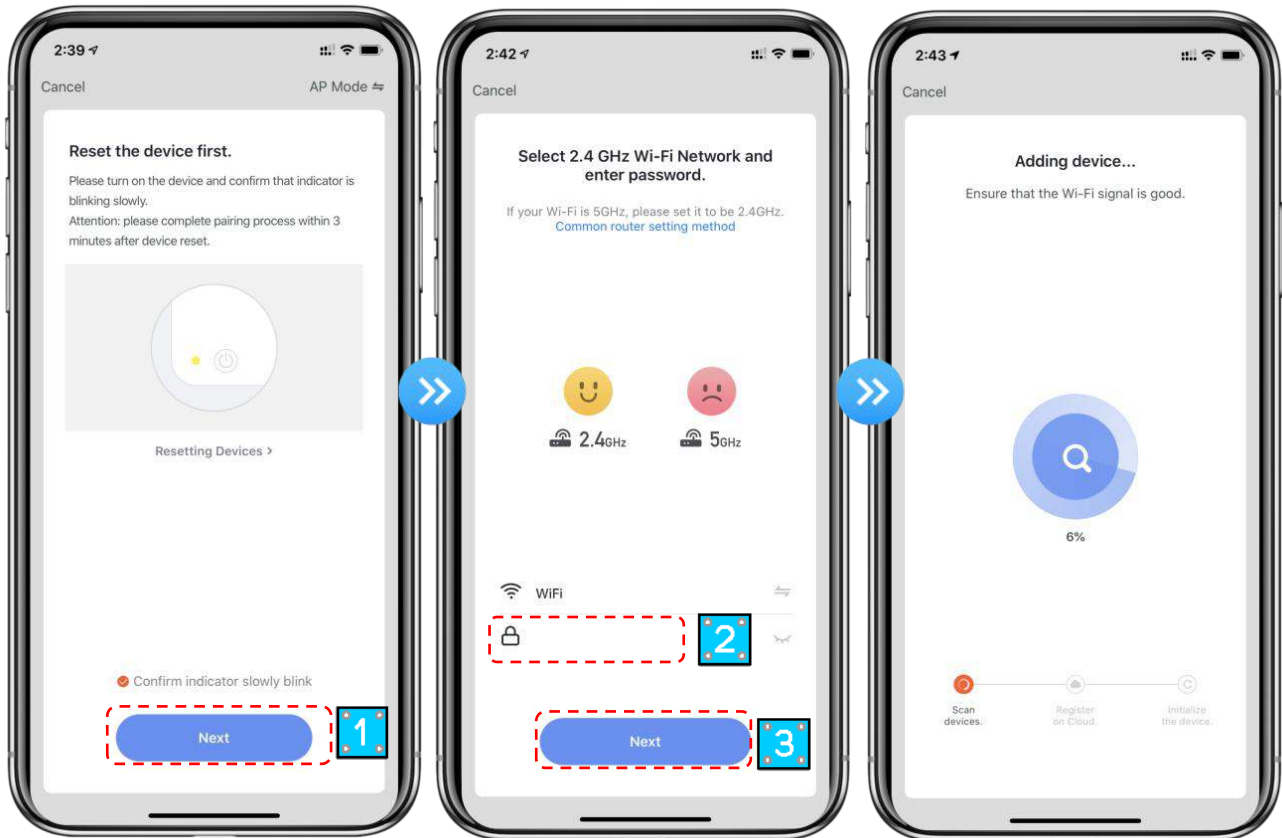 2:39
Cancel
AP Mode
Reset the device first.
Please turn on the device and confirm that indicator is
blinking slowly.
Attention: please complete pairing process within 3
minutes after device reset.
Resetting Devices >
Confirm indicator slowly blink
Next
1
2:42
Cancel
Select 2.4 GHz Wi-Fi Network and
enter password.
If your Wi-Fi is 5GHz, please set it to be 2.4GHz.
Common router setting method
2.4GHz
5GHz
WiFi
2
Next
3
2:43
Cancel
Adding device...
Ensure that the Wi-Fi signal is good.
6%
Scan
devices.
Register
on Cloud.
Initialize
the device.